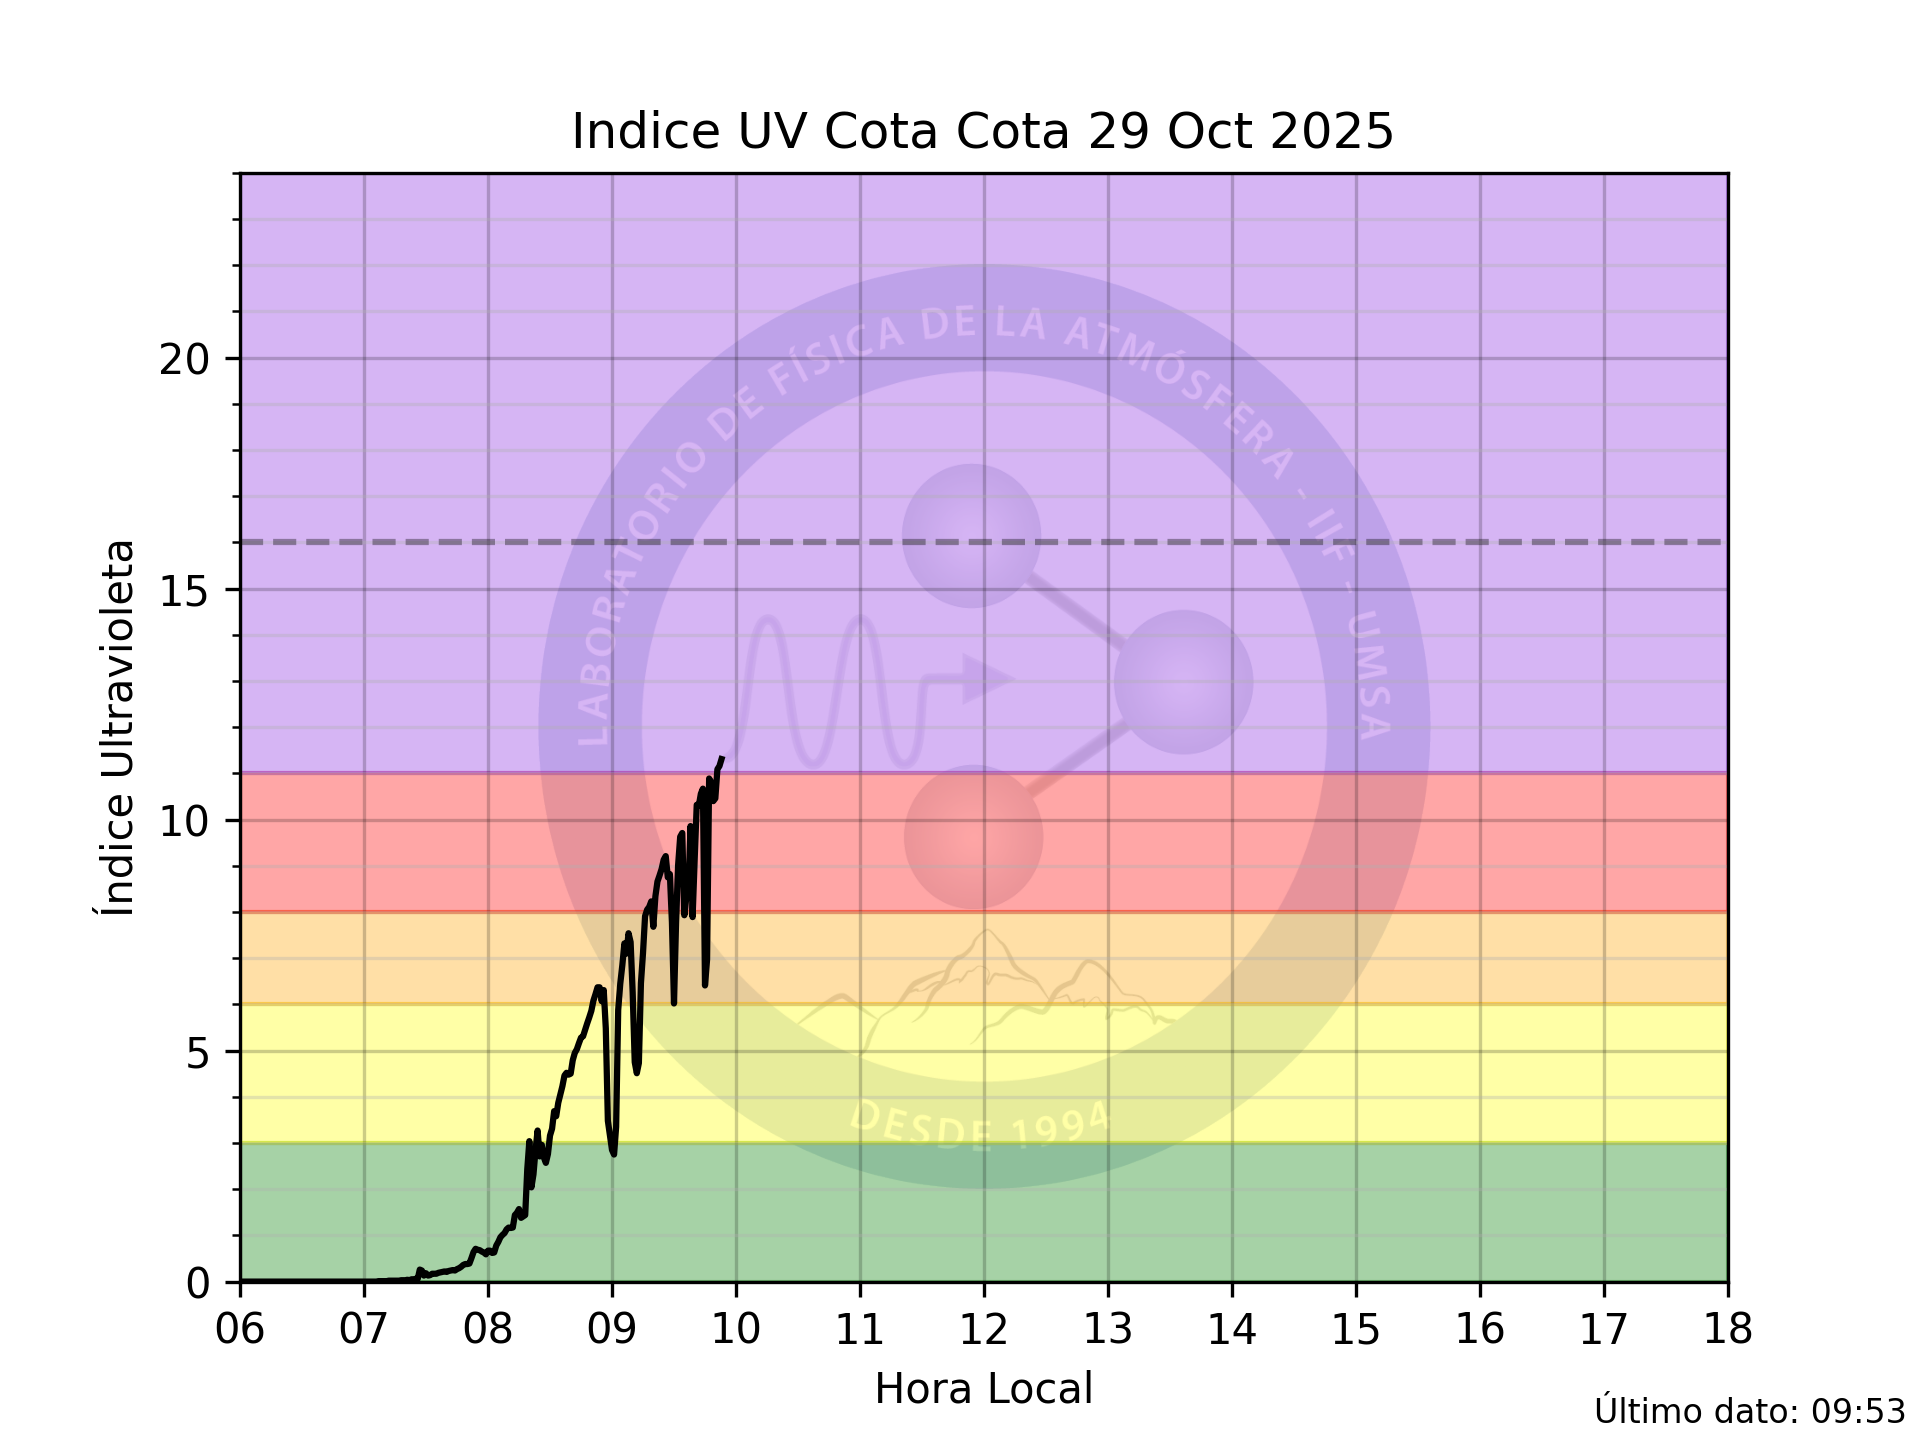 Indice UV Cota Cota 29 Oct 2025
LABORATORIO DE FÍSICA DE LA ATMÓSFERA - IIF - UMSA
DESDE 1994
Índice Ultravioleta
20
15
10
5
0
06 07 08 09 10 11 12 13 14 15 16 17 18
Hora Local
Último dato: 09:53